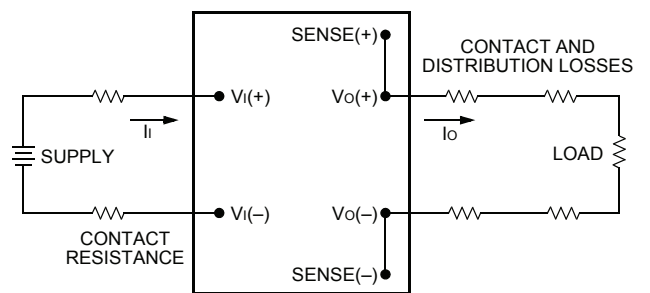 SENSE(+)
CONTACT AND
DISTRIBUTION LOSSES
VI(+)
VO(+)
II
IO
SUPPLY
LOAD
VI(–)
VO(–)
CONTACT
RESISTANCE
SENSE(–)